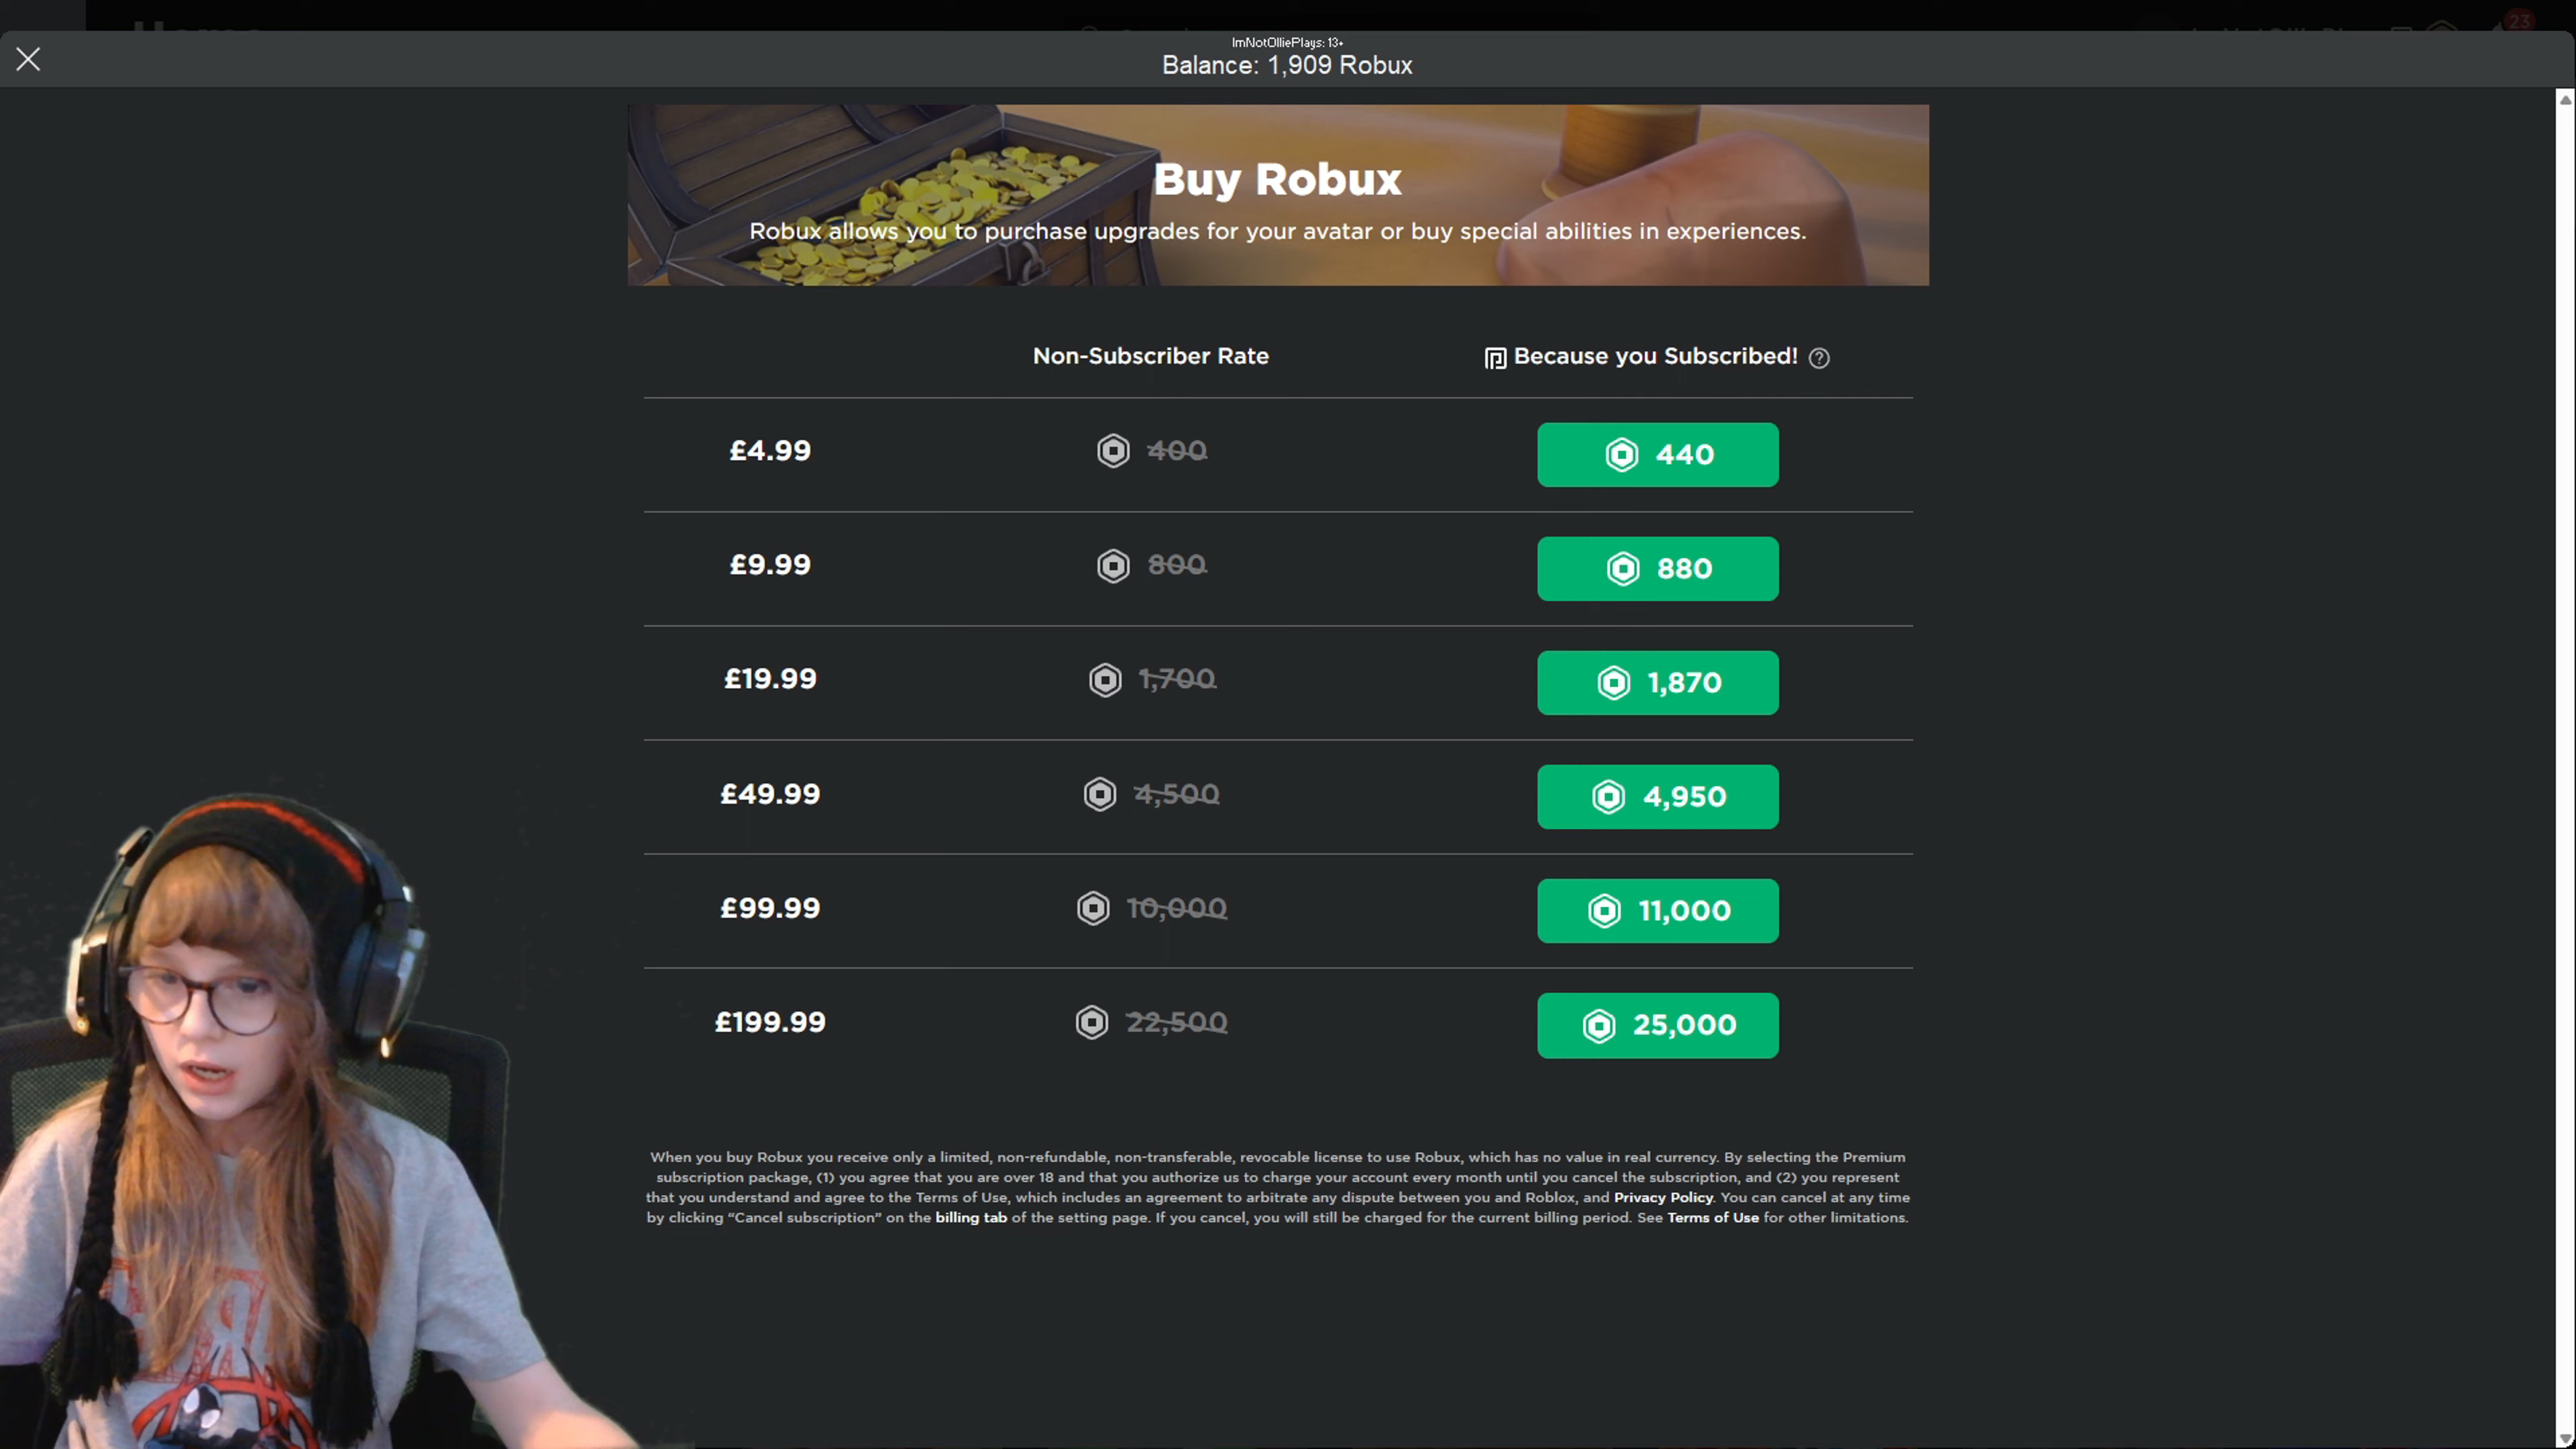 23
ImNotOlliePlays: 13+
Balance: 1,909 Robux
Buy Robux
Robux allows you to purchase upgrades for your avatar or buy special abilities in experiences.
Non-Subscriber Rate Because you Subscribed!
£4.99 400 440
£9.99 800 880
£19.99 1,700 1,870
£49.99 4,500 4,950
£99.99 10,000 11,000
£199.99 22,500 25,000
When you buy Robux you receive only a limited, non-refundable, non-transferable, revocable license to use Robux, which has no value in real currency. By selecting the Premium
subscription package, (1) you agree that you are over 18 and that you authorize us to charge your account every month until you cancel the subscription, and (2) you represent
that you understand and agree to the Terms of Use, which includes an agreement to arbitrate any dispute between you and Roblox, and Privacy Policy. You can cancel at any time
by clicking “Cancel subscription” on the billing tab of the setting page. If you cancel, you will still be charged for the current billing period. See Terms of Use for other limitations.